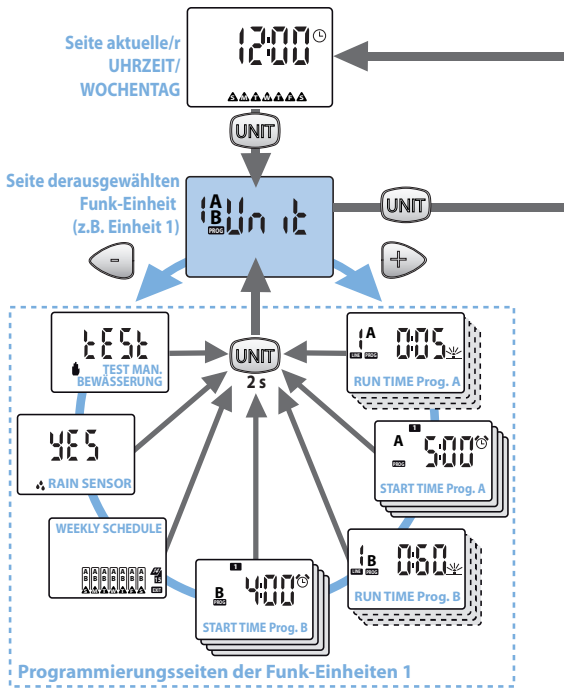 Seite aktuelle/r
UHRZEIT/
WOCHENTAG
12:00
S M T W T F S
UNIT
Seite derausgewählten
Funk-Einheit
(z.B. Einheit 1)
1 A B PROG Unit
UNIT
-
+
tESt
TEST MAN.
BEWÄSSERUNG
UNIT
2 s
1 A LINE PROG 0:05
RUN TIME Prog. A
YES
RAIN SENSOR
1
A PROG 5:00
START TIME Prog. A
WEEKLY SCHEDULE
A A A A A A A
B B B B B B B
S M T W T F S
15
1 B LINE PROG 0:60
RUN TIME Prog. B
1
B PROG 4:00
START TIME Prog. B
Programmierungsseiten der Funk-Einheiten 1